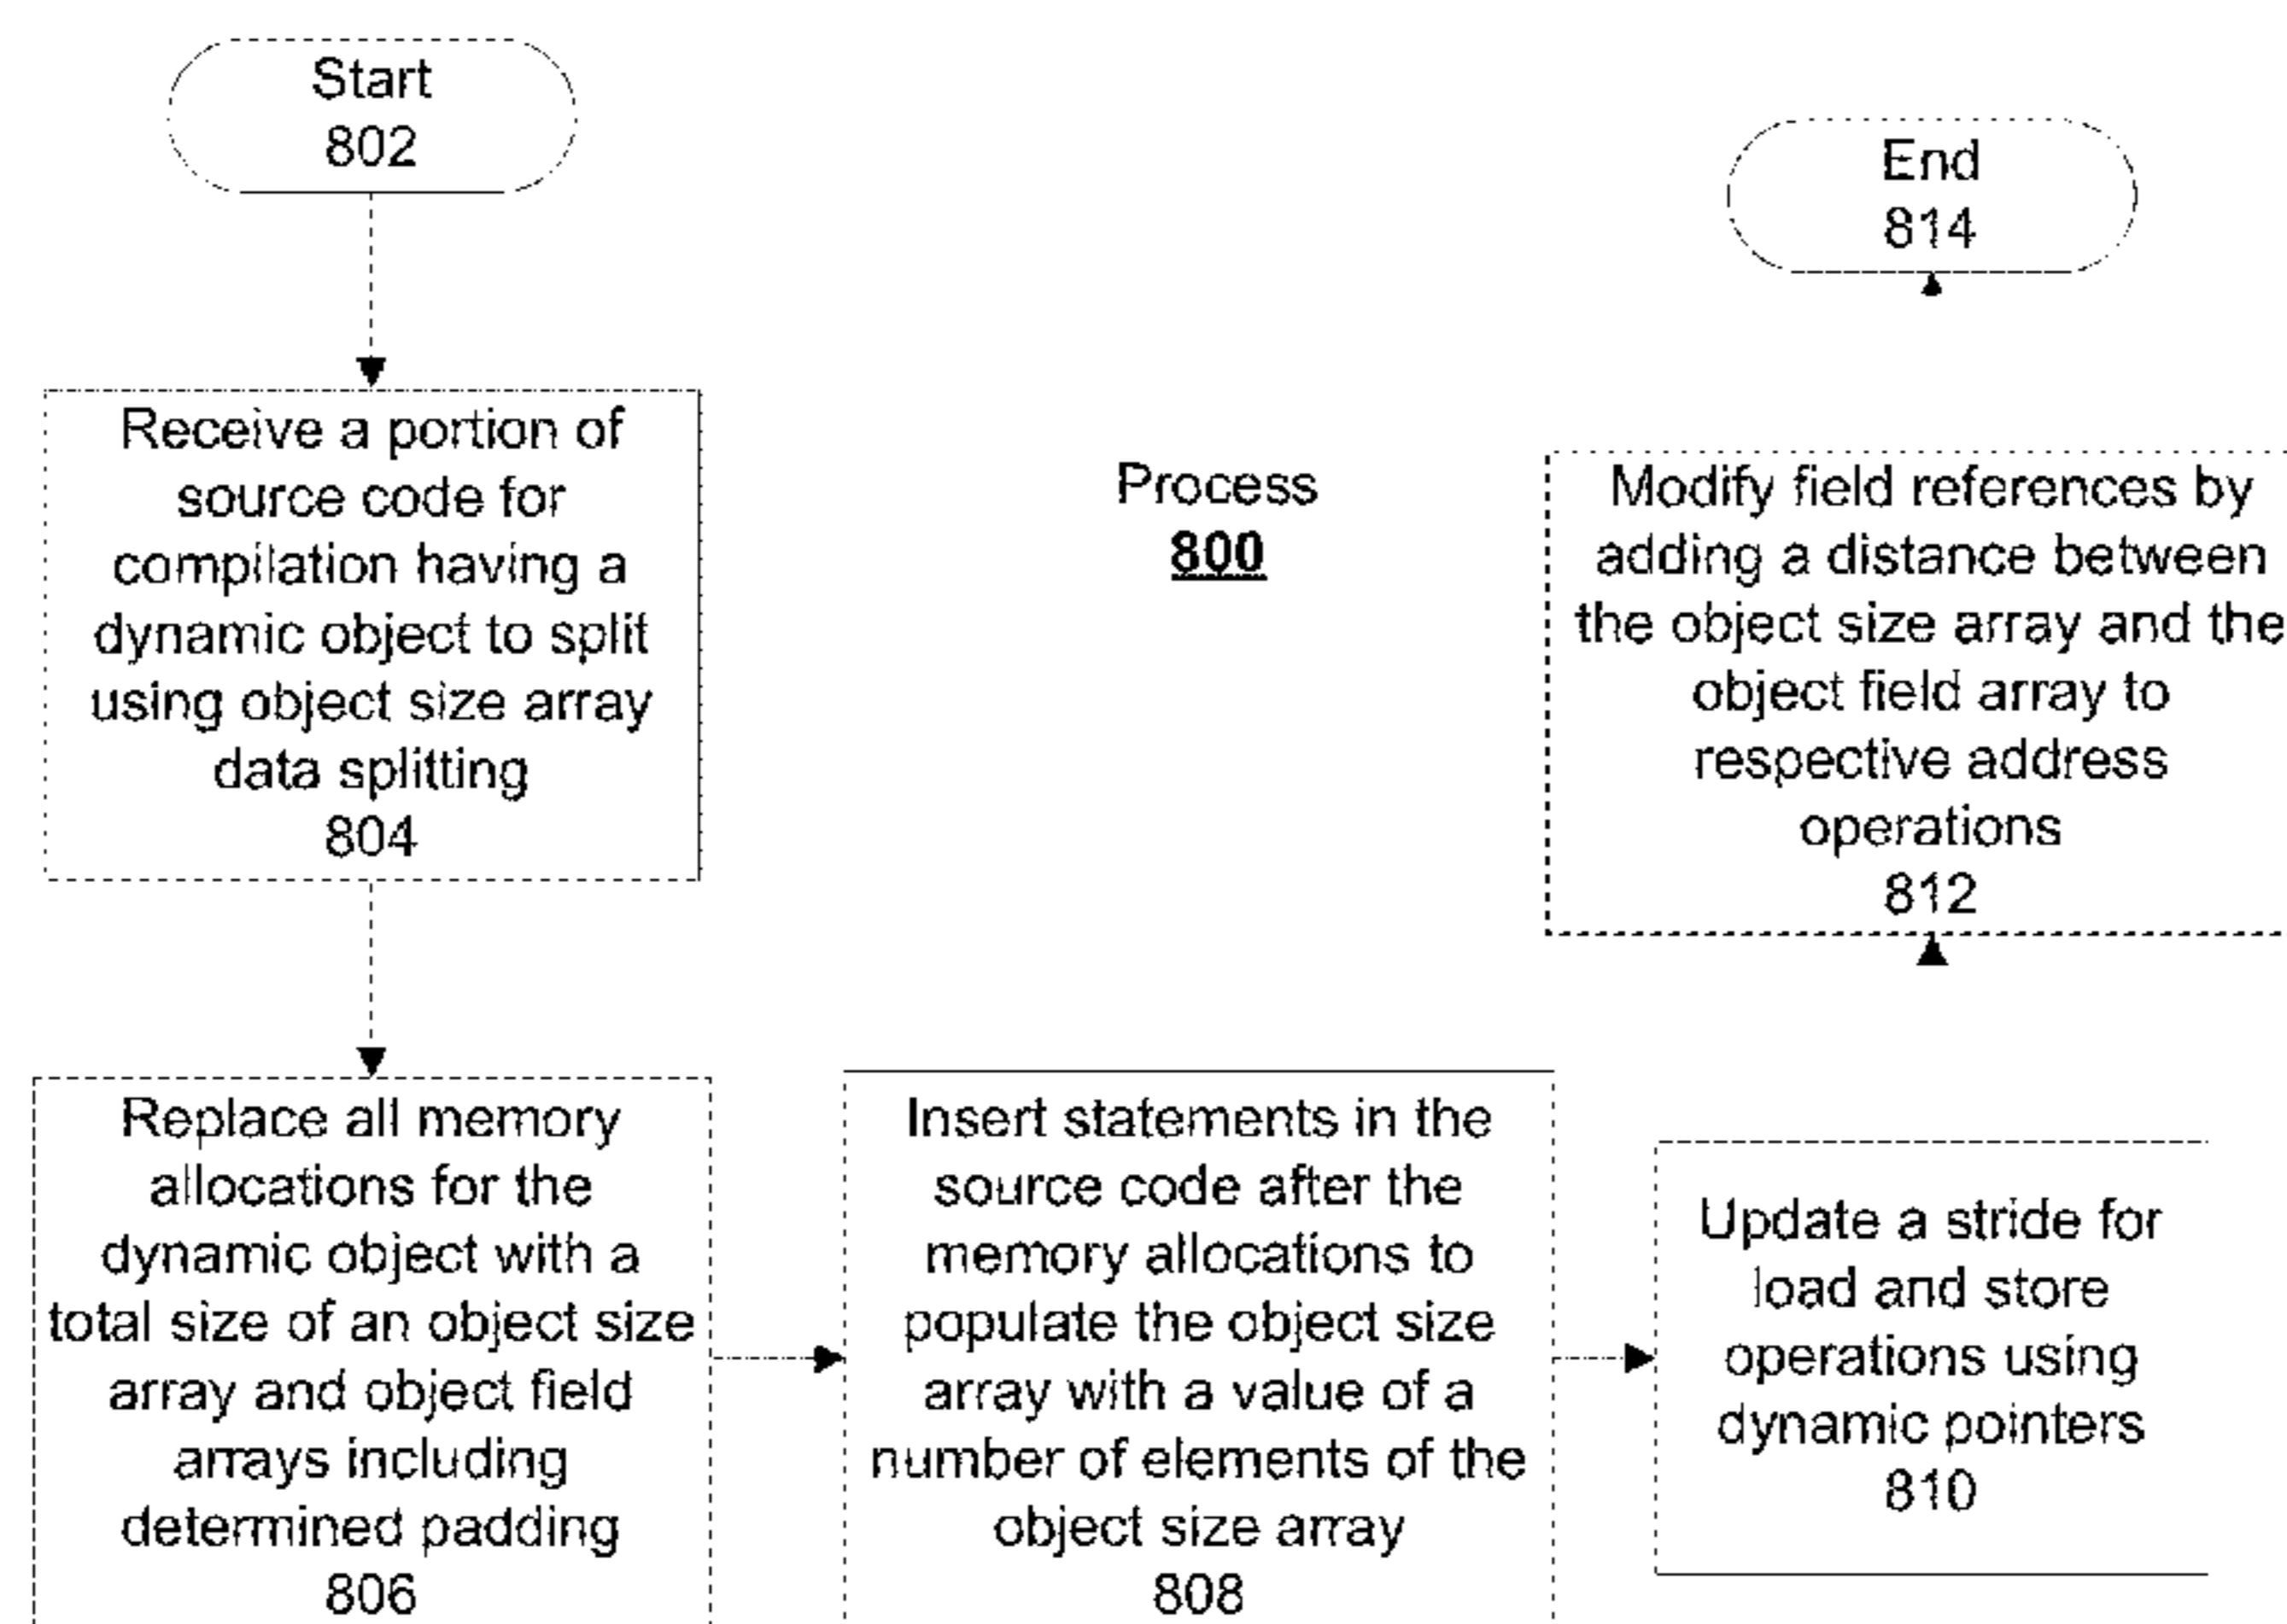 Start
802
Receive a portion of
source code for
compilation having a
dynamic object to split
using object size array
data splitting
804
Replace all memory
allocations for the
dynamic object with a
total size of an object size
array and object field
arrays including
determined padding
806
Insert statements in the
source code after the
memory allocations to
populate the object size
array with a value of a
number of elements of the
object size array
808
Update a stride for
load and store
operations using
dynamic pointers
810
Modify field references by
adding a distance between
the object size array and the
object field array to
respective address
operations
812
End
814
Process
800